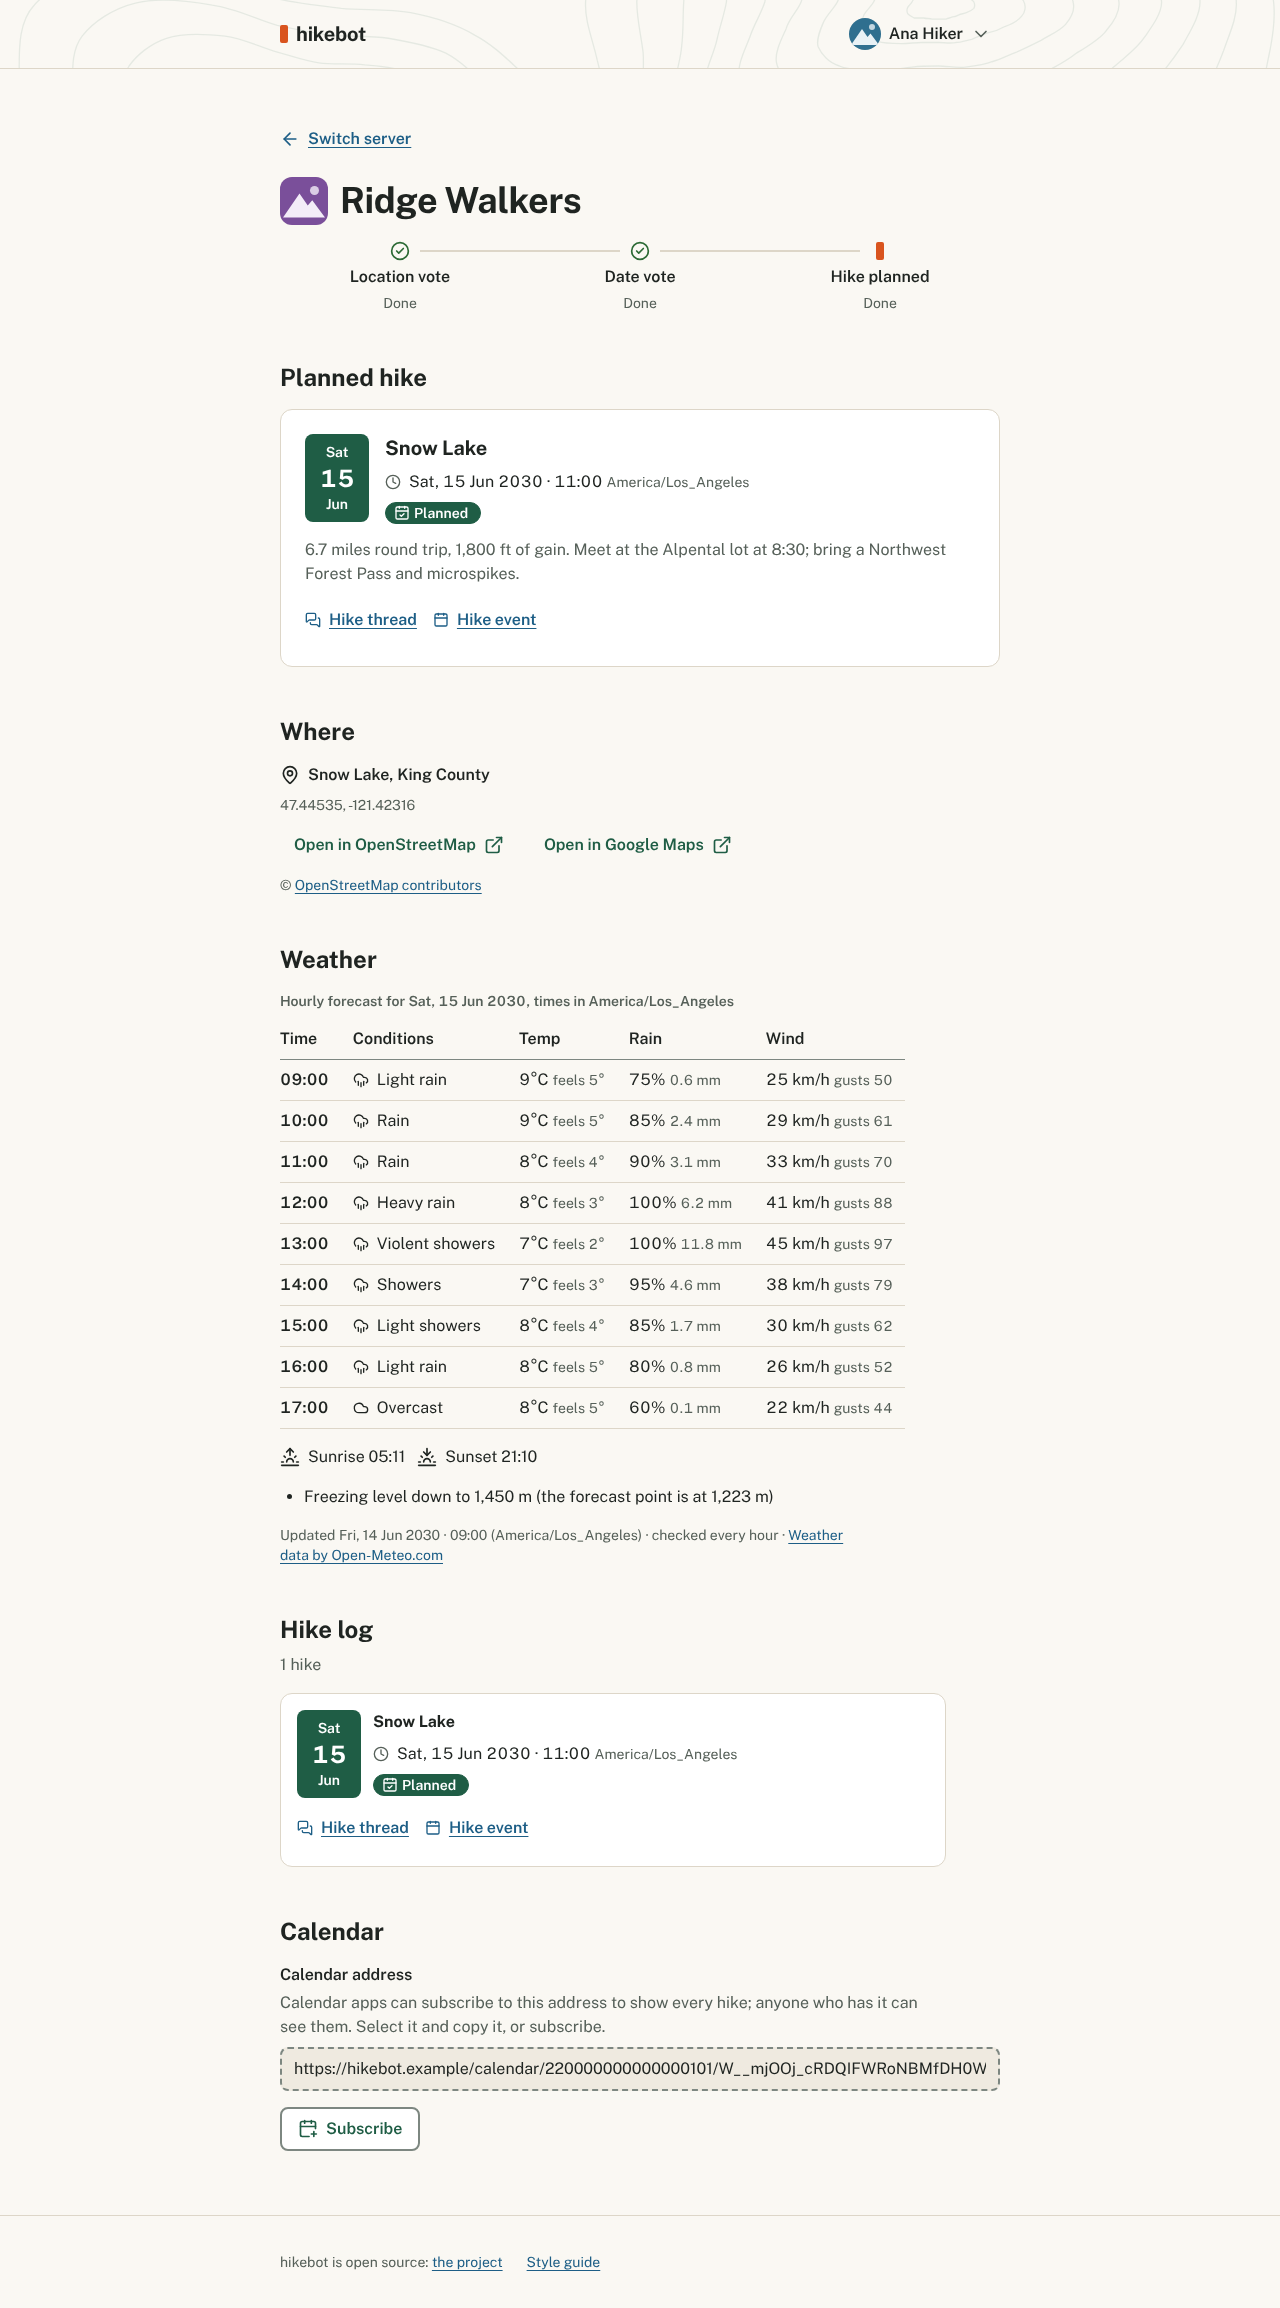 hikebot
Ana Hiker
Switch server
Ridge Walkers
Location vote
Done
Date vote
Done
Hike planned
Done
Planned hike
Sat
15
Jun
Snow Lake
Sat, 15 Jun 2030 · 11:00 America/Los_Angeles
Planned
6.7 miles round trip, 1,800 ft of gain. Meet at the Alpental lot at 8:30; bring a Northwest
Forest Pass and microspikes.
Hike thread Hike event
Where
Snow Lake, King County
47.44535, -121.42316
Open in OpenStreetMap Open in Google Maps
© OpenStreetMap contributors
Weather
Hourly forecast for Sat, 15 Jun 2030, times in America/Los_Angeles
Time Conditions Temp Rain Wind
09:00 Light rain 9°C feels 5° 75% 0.6 mm 25 km/h gusts 50
10:00 Rain 9°C feels 5° 85% 2.4 mm 29 km/h gusts 61
11:00 Rain 8°C feels 4° 90% 3.1 mm 33 km/h gusts 70
12:00 Heavy rain 8°C feels 3° 100% 6.2 mm 41 km/h gusts 88
13:00 Violent showers 7°C feels 2° 100% 11.8 mm 45 km/h gusts 97
14:00 Showers 7°C feels 3° 95% 4.6 mm 38 km/h gusts 79
15:00 Light showers 8°C feels 4° 85% 1.7 mm 30 km/h gusts 62
16:00 Light rain 8°C feels 5° 80% 0.8 mm 26 km/h gusts 52
17:00 Overcast 8°C feels 5° 60% 0.1 mm 22 km/h gusts 44
Sunrise 05:11 Sunset 21:10
• Freezing level down to 1,450 m (the forecast point is at 1,223 m)
Updated Fri, 14 Jun 2030 · 09:00 (America/Los_Angeles) · checked every hour · Weather
data by Open-Meteo.com
Hike log
1 hike
Sat
15
Jun
Snow Lake
Sat, 15 Jun 2030 · 11:00 America/Los_Angeles
Planned
Hike thread Hike event
Calendar
Calendar address
Calendar apps can subscribe to this address to show every hike; anyone who has it can
see them. Select it and copy it, or subscribe.
https://hikebot.example/calendar/220000000000000101/W__mjOOj_cRDQIFWRoNBMfDH0W
Subscribe
hikebot is open source: the project Style guide